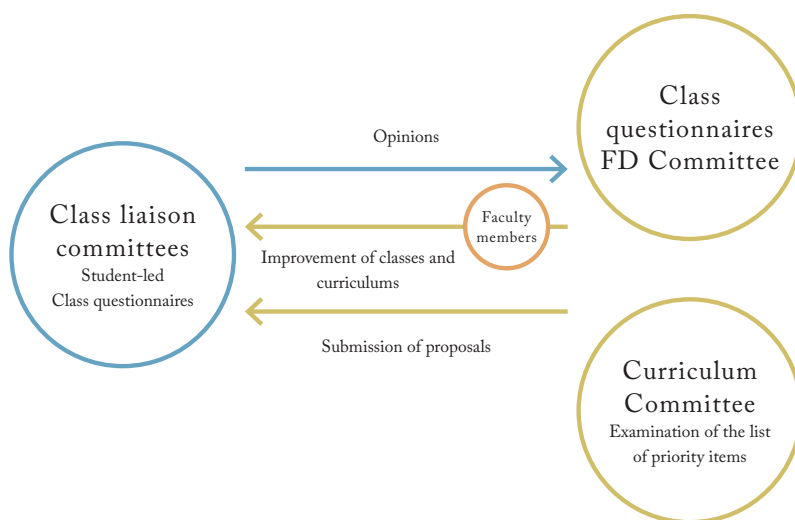 Class
questionnaires
FD Committee
Opinions
Class liaison
committees
Student-led
Class questionnaires
Faculty
members
Improvement of classes and
curriculums
Submission of proposals
Curriculum
Committee
Examination of the list
of priority items